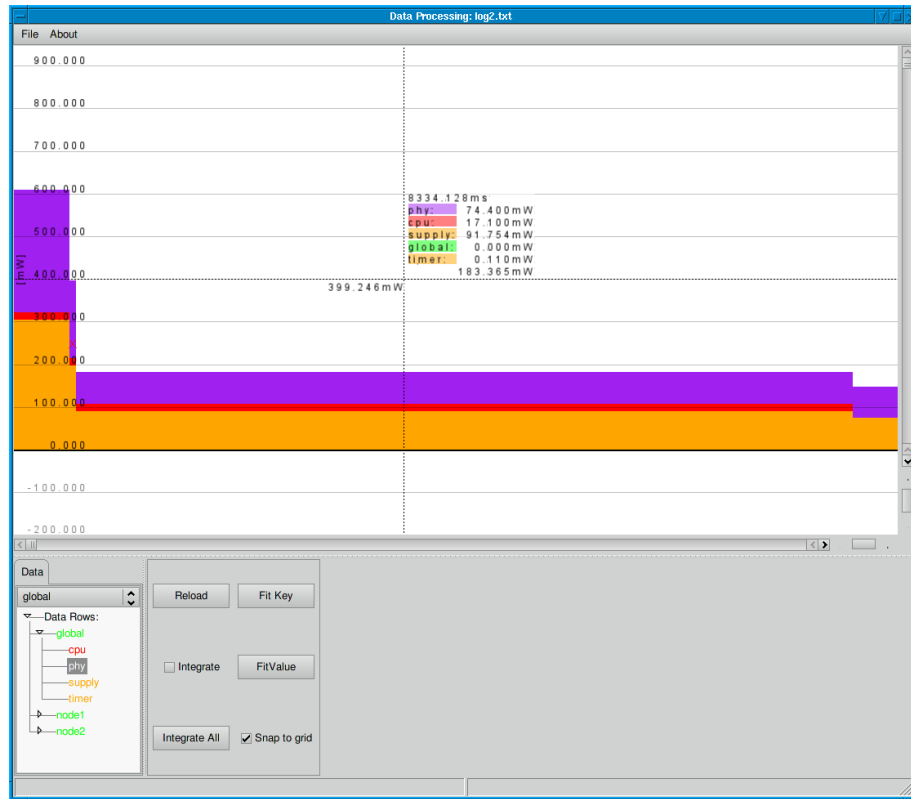 Data Processing: log2.txt
File About
900.000
800.000
700.000
600.000
500.000
400.000
300.000
200.000
100.000
0.000
-100.000
-200.000
[mW]
8334.128ms
phy: 74.400mW
cpu: 17.100mW
supply: 91.754mW
global: 0.000mW
timer: 0.110mW
183.365mW
399.246mW
Data
global
Data Rows:
global
cpu
phy
supply
timer
node1
node2
Reload Fit Key
Integrate FitValue
Integrate All Snap to grid